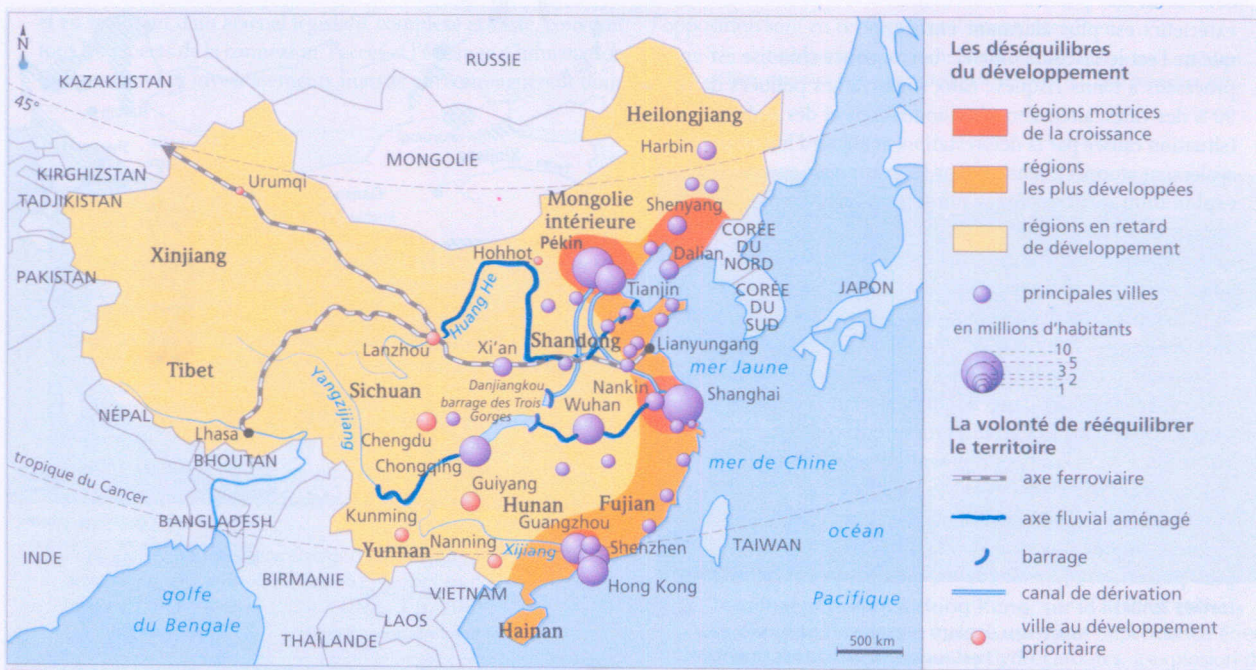 N
KAZAKHSTAN
45°
RUSSIE
MONGOLIE
KIRGHIZSTAN
TADJIKISTAN
PAKISTAN
Urumqi
Xinjiang
Heilongjiang
Harbin
Mongolie
intérieure
Shenyang
Hohhot
Pékin
Dalian
CORÉE
DU
NORD
CORÉE
DU
SUD
JAPON
Tianjin
Huang He
Lanzhou
Xi'an
Shandong
Lianyungang
mer Jaune
Tibet
Sichuan
Yangzijiang
Danjiangkou
barrage des Trois
Gorges
Nankin
Wuhan
Shanghai
NÉPAL
Lhasa
BHOUTAN
Chengdu
Chongqing
mer de Chine
tropique du Cancer
Guiyang
Hunan
Fujian
BANGLADESH
Kunming
Yunnan
Nanning
Guangzhou
Xijiang
Shenzhen
TAIWAN
océan
INDE
BIRMANIE
VIETNAM
Hong Kong
Pacifique
golfe
du Bengale
LAOS
THAÏLANDE
Hainan
500 km
Les déséquilibres
du développement
régions motrices
de la croissance
régions
les plus développées
régions en retard
de développement
principales villes
en millions d'habitants
10
5
3
2
1
La volonté de rééquilibrer
le territoire
axe ferroviaire
axe fluvial aménagé
barrage
canal de dérivation
ville au développement
prioritaire